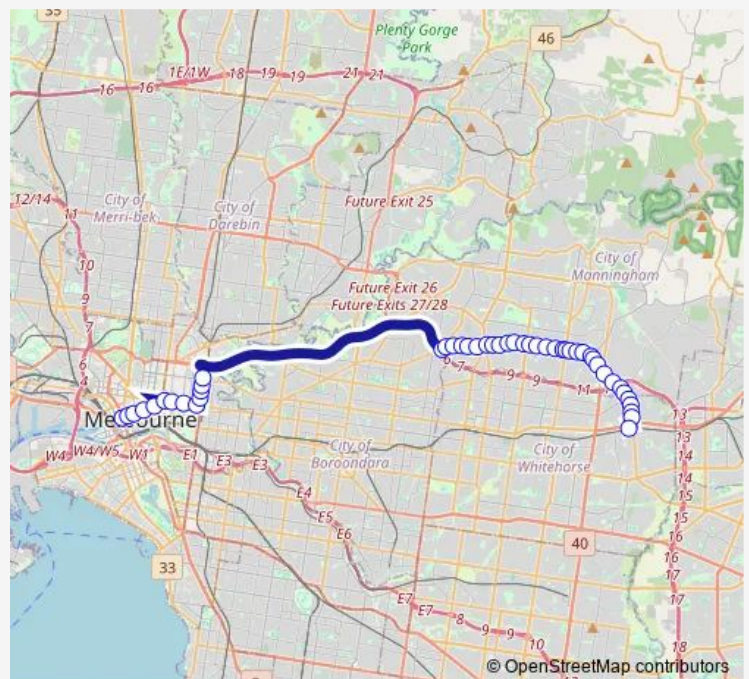 35
Plenty Gorge
Park
46
1E/1W
18
19
19
21
21
16
16
Future Exit 25
12/14
11
City of
Merri-bek
City of
Darebin
City of
Manningham
10
9
7
Future Exit 26
Future Exits 27/28
6
4
6
7
9
9
11
Melbourne
13
13
14
14
City of
Boroondara
City of
Whitehorse
W4
W4/W5
W1
E1
E3
E3
E4
E5
E6
15
15
16
16
17
17
40
33
E7
E7
8
9
9
10
18
© OpenStreetMap contributors